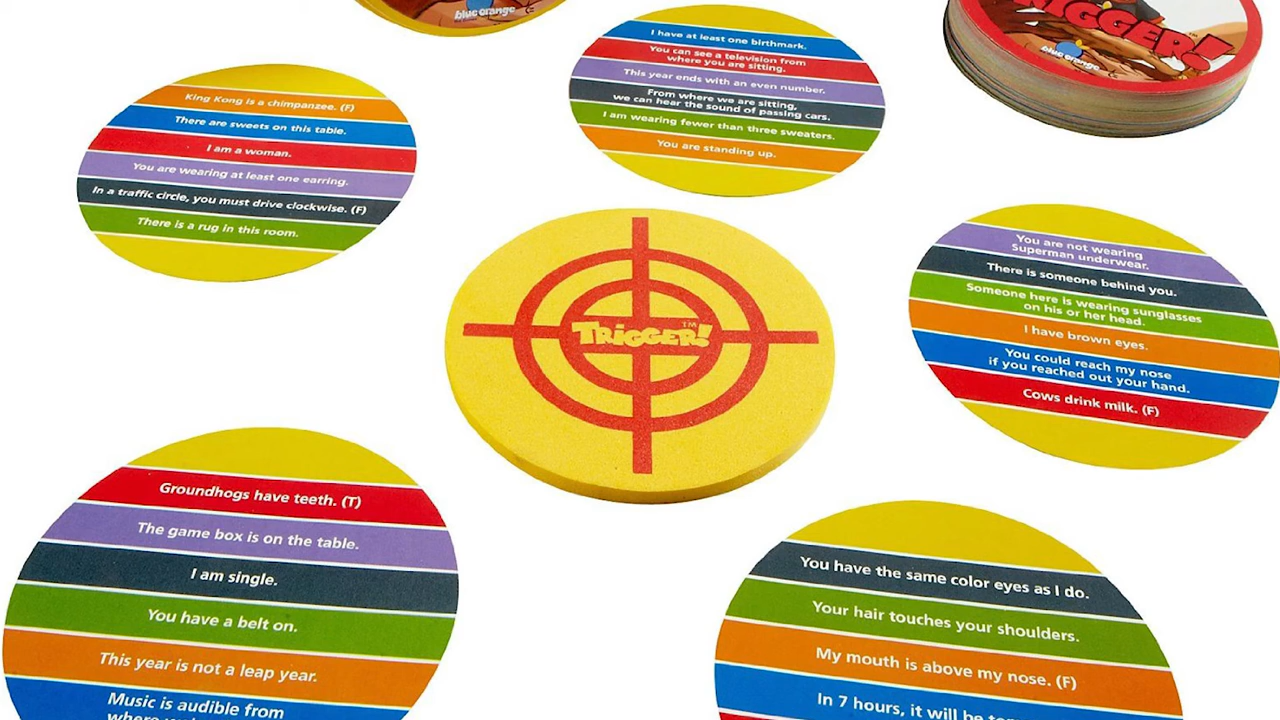 blue orange
TRiGGER!
blue orange
I have at least one birthmark.
You can see a television from
where you are sitting.
This year ends with an even number.
From where we are sitting,
we can hear the sound of passing cars.
I am wearing fewer than three sweaters.
You are standing up.
King Kong is a chimpanzee. (F)
There are sweets on this table.
I am a woman.
You are wearing at least one earring.
In a traffic circle, you must drive clockwise. (F)
There is a rug in this room.
TRiGGER!™
You are not wearing
Superman underwear.
There is someone behind you.
Someone here is wearing sunglasses
on his or her head.
I have brown eyes.
You could reach my nose
if you reached out your hand.
Cows drink milk. (F)
Groundhogs have teeth. (T)
The game box is on the table.
I am single.
You have a belt on.
This year is not a leap year.
Music is audible from
You have the same color eyes as I do.
Your hair touches your shoulders.
My mouth is above my nose. (F)
In 7 hours, it will be